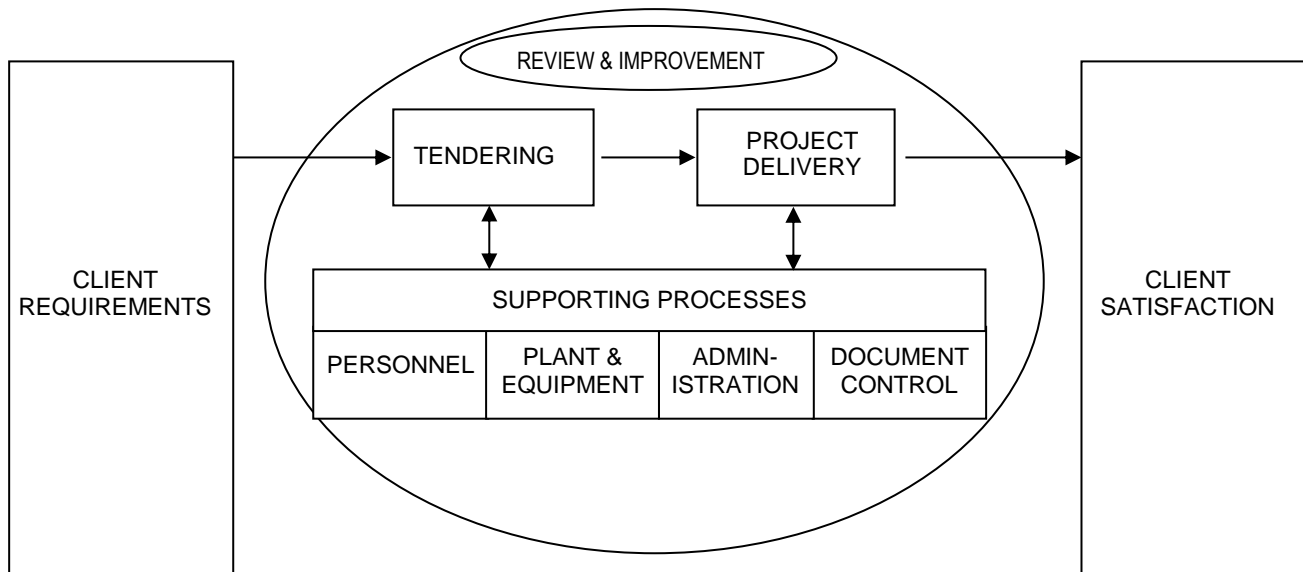 REVIEW & IMPROVEMENT
TENDERING
PROJECT
DELIVERY
CLIENT
REQUIREMENTS
SUPPORTING PROCESSES
CLIENT
SATISFACTION
PERSONNEL
PLANT &
EQUIPMENT
ADMIN-
ISTRATION
DOCUMENT
CONTROL